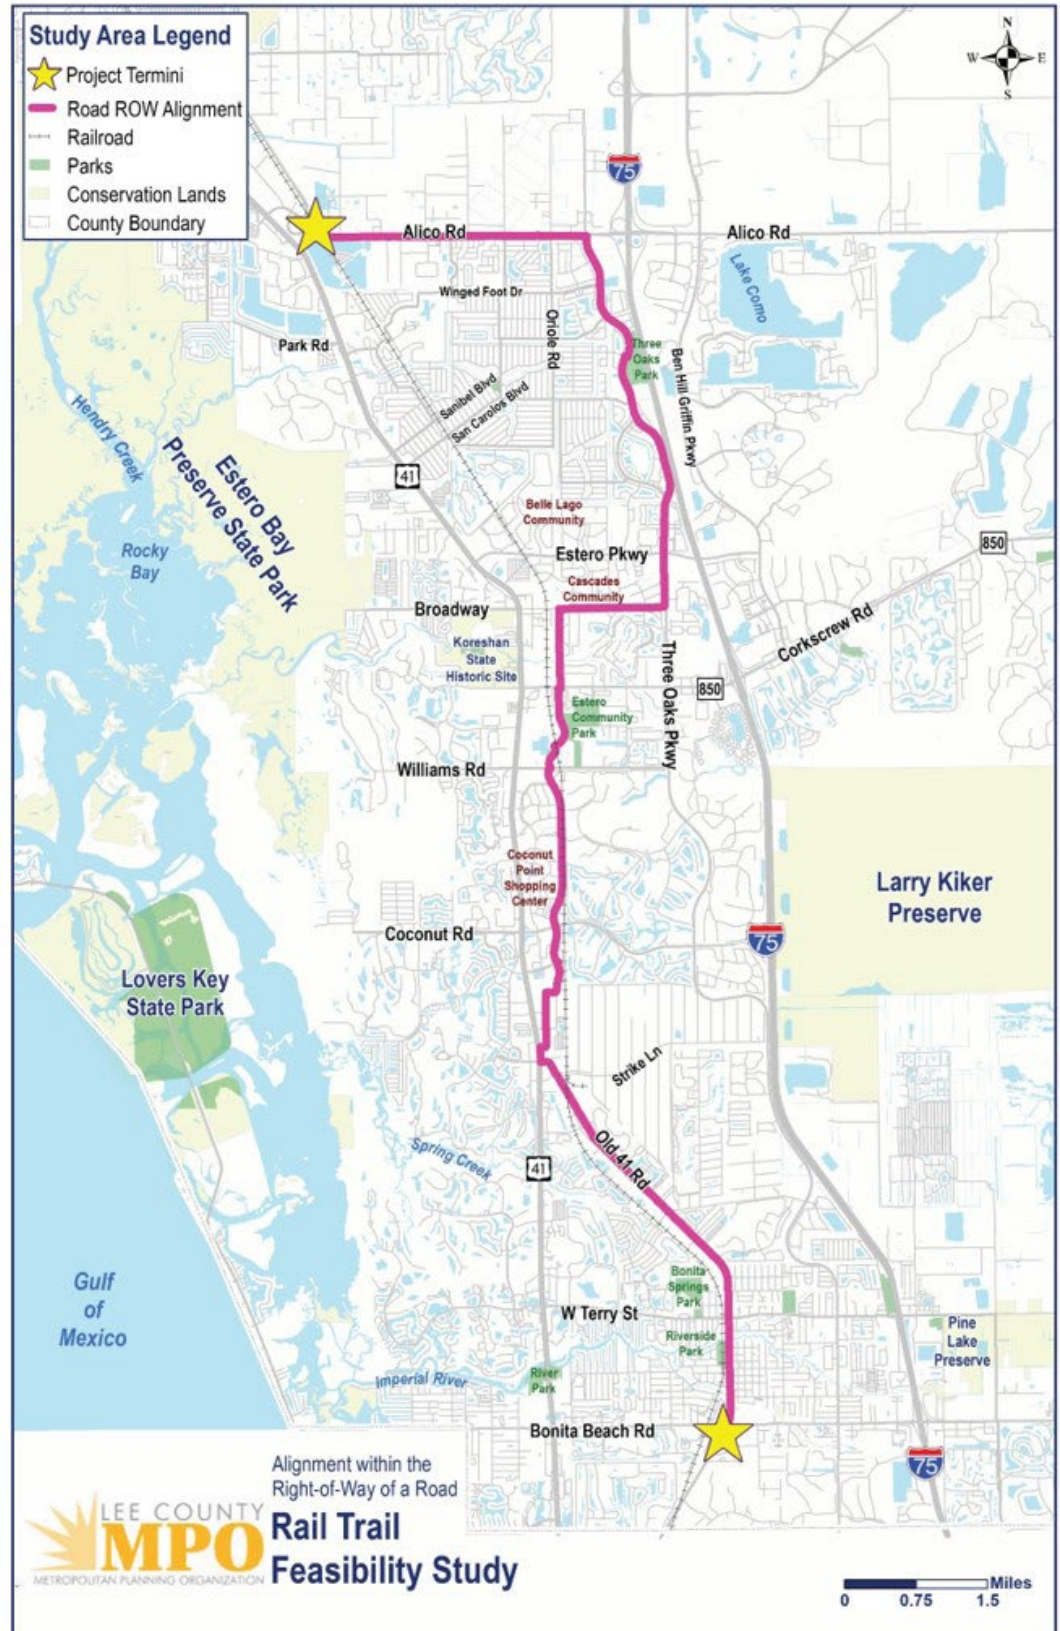 Study Area Legend
Project Termini
Road ROW Alignment
Railroad
Parks
Conservation Lands
County Boundary
N
W E
S
75
Alico Rd
Alico Rd
Lake Como
Winged Foot Dr
Oriole Rd
Park Rd
Three
Oaks
Park
Ben Hill Griffin Pkwy
Sanibel Blvd
San Carolos Blvd
Hendry Creek
Estero Bay
Preserve State Park
41
Belle Lago
Community
Rocky
Bay
Estero Pkwy
850
Cascades
Community
Broadway
Corkscrew Rd
Koreshan
State
Historic Site
Three Oaks Pkwy
850
Estero
Community
Park
Williams Rd
Coconut
Point
Shopping
Center
Larry Kiker
Preserve
Coconut Rd
75
Lovers Key
State Park
Strike Ln
Old 41 Rd
Spring Creek
41
Gulf
of
Mexico
Bonita
Springs
Park
W Terry St
Riverside
Park
Pine
Lake
Preserve
Imperial River
River
Park
Bonita Beach Rd
75
Alignment within the
Right-of-Way of a Road
LEE COUNTY
MPO
METROPOLITAN PLANNING ORGANIZATION
Rail Trail
Feasibility Study
Miles
0 0.75 1.5